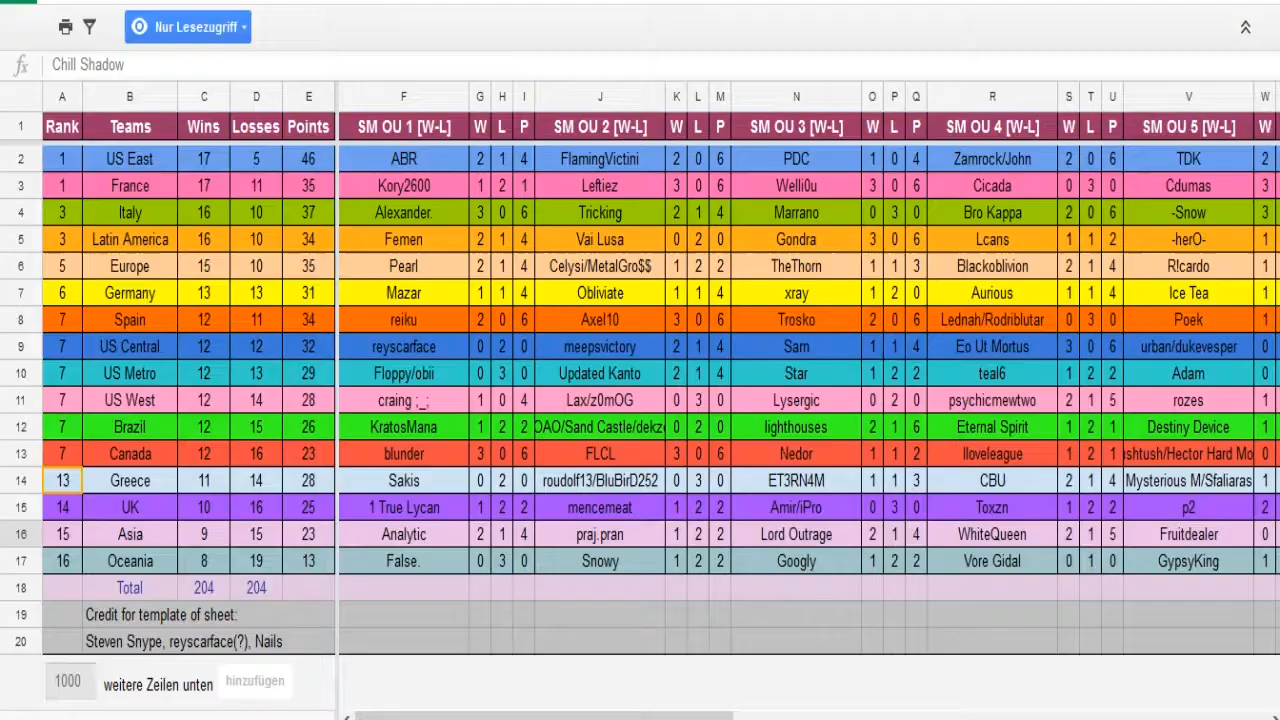 Nur Lesezugriff
fx Chill Shadow
A B C D E F G H I J K L M N O P Q R S T U V W
1 Rank Teams Wins Losses Points SM OU 1 [W-L] W L P SM OU 2 [W-L] W L P SM OU 3 [W-L] W L P SM OU 4 [W-L] W L P SM OU 5 [W-L] W
2 1 US East 17 5 46 ABR 2 1 4 FlamingVictini 2 0 6 PDC 1 0 4 Zamrock/John 2 0 6 TDK 2
3 1 France 17 11 35 Kory2600 1 2 1 Leftiez 3 0 6 Welli0u 3 0 6 Cicada 0 3 0 Cdumas 3
4 3 Italy 16 10 37 Alexander. 3 0 6 Tricking 2 1 4 Marrano 0 3 0 Bro Kappa 2 0 6 -Snow 3
5 3 Latin America 16 10 34 Femen 2 1 4 Vai Lusa 0 2 0 Gondra 3 0 6 Lcans 1 1 2 -herO- 1
6 5 Europe 15 10 35 Pearl 2 1 4 Celysi/MetalGro$$ 1 2 2 TheThorn 1 1 3 Blackoblivion 2 1 4 R!cardo 1
7 6 Germany 13 13 31 Mazar 1 1 4 Obliviate 1 1 4 xray 1 2 0 Aurious 1 1 4 Ice Tea 1
8 7 Spain 12 11 34 reiku 2 0 6 Axel10 3 0 6 Trosko 2 0 6 Lednah/Rodriblutar 0 3 0 Poek 1
9 7 US Central 12 12 32 reyscarface 0 2 0 meepsvictory 2 1 4 Sam 1 1 4 Eo Ut Mortus 3 0 6 urban/dukevesper 0
10 7 US Metro 12 13 29 Floppy/obii 0 3 0 Updated Kanto 2 1 4 Star 1 2 2 teal6 1 2 2 Adam 0
11 7 US West 12 14 28 craing ;_; 1 0 4 Lax/z0mOG 0 3 0 Lysergic 0 2 0 psychicmewtwo 2 1 5 rozes 1
12 7 Brazil 12 15 26 KratosMana 1 2 2 OAO/Sand Castle/dekz 0 2 0 lighthouses 2 1 6 Eternal Spirit 1 2 2 Destiny Device 1
13 7 Canada 12 16 23 blunder 3 0 6 FLCL 3 0 6 Nedor 1 1 2 Iloveleague 1 2 1 shtush/Hector Hard Mo 0
14 13 Greece 11 14 28 Sakis 0 2 0 roudolf13/BluBirD252 0 3 0 ET3RN4M 1 1 3 CBU 2 1 4 Mysterious M/Sfaliaras 1
15 14 UK 10 16 25 1 True Lycan 1 2 2 mencemeat 1 2 2 Amir/iPro 0 3 0 Toxzn 1 2 2 p2 2
16 15 Asia 9 15 23 Analytic 2 1 4 praj.pran 1 2 2 Lord Outrage 2 1 4 WhiteQueen 2 1 5 Fruitdealer 0
17 16 Oceania 8 19 13 False. 0 3 0 Snowy 1 2 2 Googly 1 2 2 Vore Gidal 0 2 0 GypsyKing 1
18 Total 204 204
19 Credit for template of sheet:
20 Steven Snype, reyscarface(?), Nails
1000 weitere Zeilen unten hinzufügen